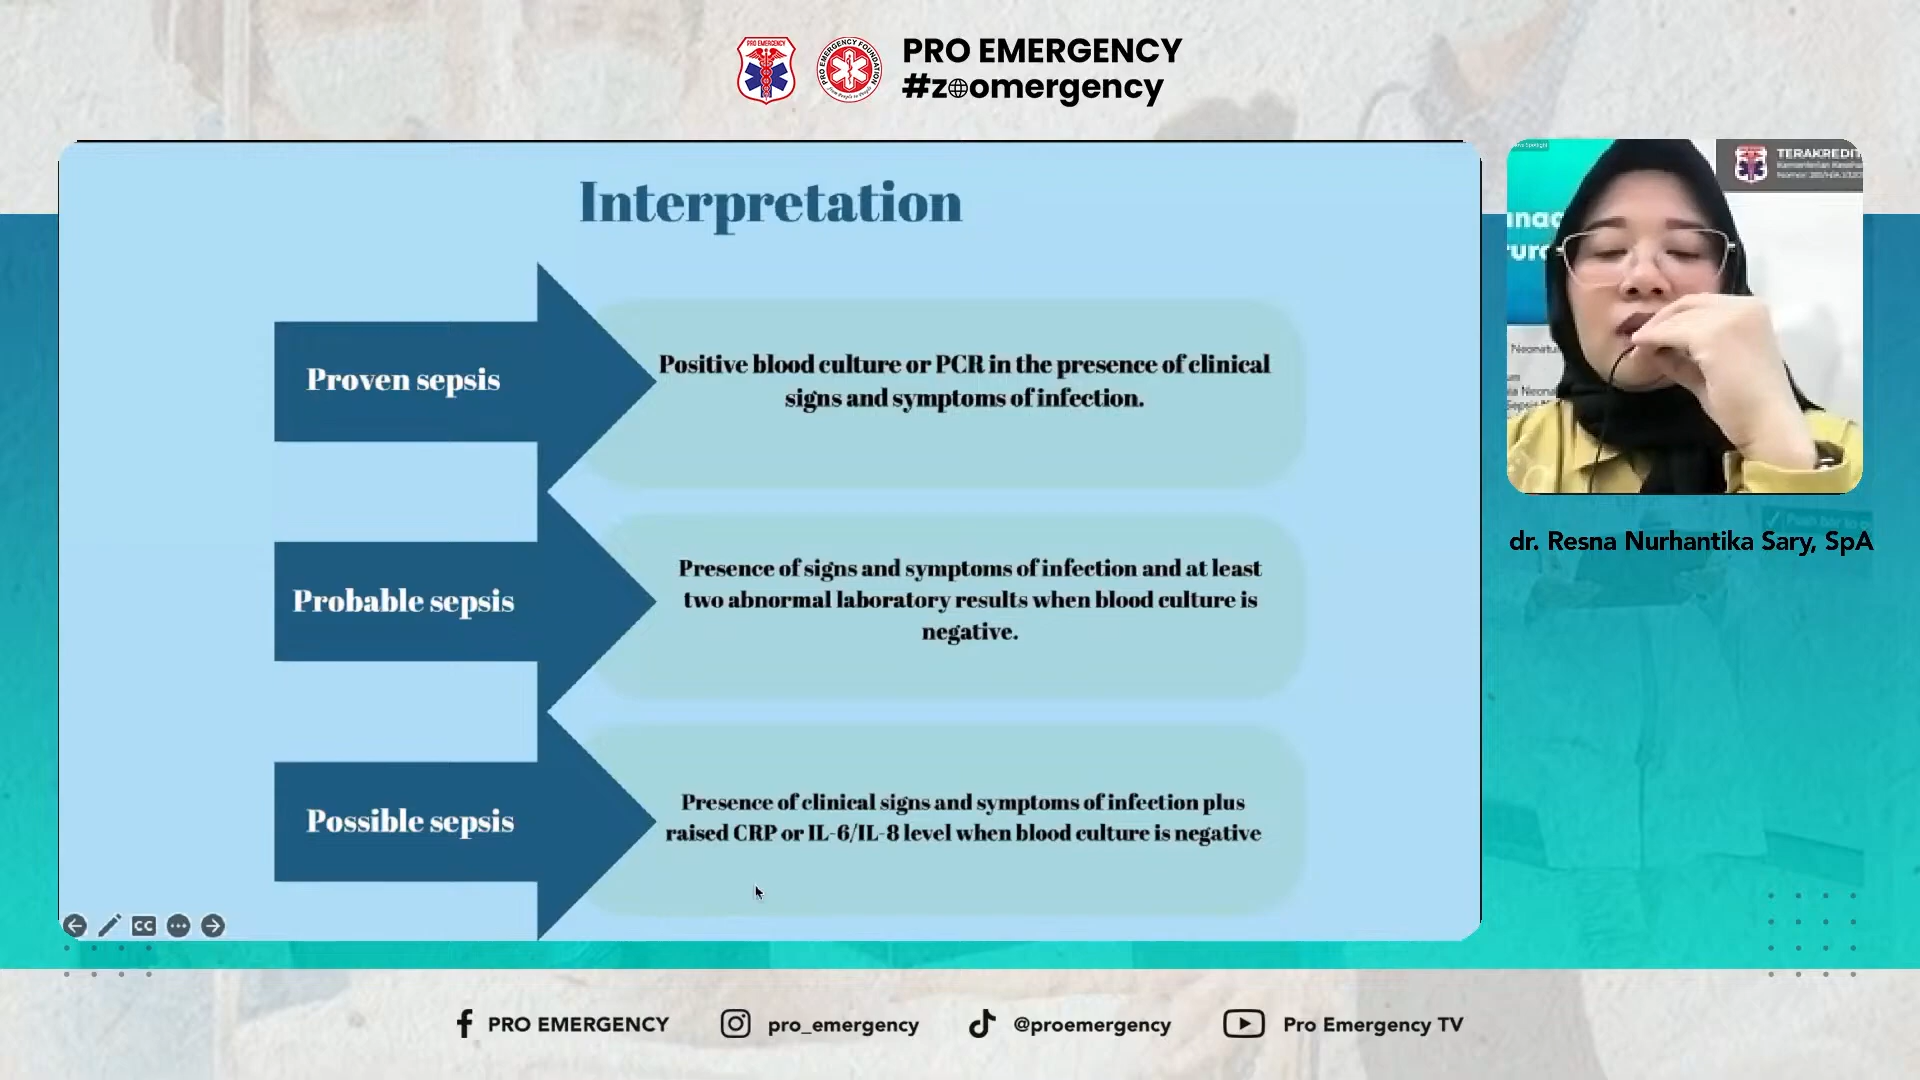 PRO EMERGENCY
PRO EMERGENCY
#zoomergency
Interpretation
Proven sepsis
Positive blood culture or PCR in the presence of clinical
signs and symptoms of infection.
Probable sepsis
Presence of signs and symptoms of infection and at least
two abnormal laboratory results when blood culture is
negative.
Possible sepsis
Presence of clinical signs and symptoms of infection plus
raised CRP or IL-6/IL-8 level when blood culture is negative
CC
TERAKREDIT
dr. Resna Nurhantika Sary, SpA
PRO EMERGENCY
pro_emergency
@proemergency
Pro Emergency TV